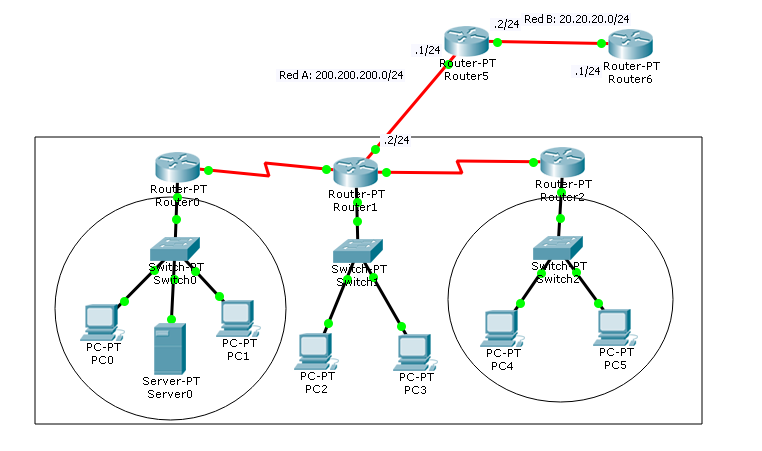 .2/24
Red B: 20.20.20.0/24
.1/24
Router-PT
Router5
Router-PT
Router6
.1/24
Red A: 200.200.200.0/24
.2/24
Router-PT
Router0
Router-PT
Router1
Router-PT
Router2
Switch-PT
Switch0
Switch-PT
Switch1
Switch-PT
Switch2
PC-PT
PC0
Server-PT
Server0
PC-PT
PC1
PC-PT
PC2
PC-PT
PC3
PC-PT
PC4
PC-PT
PC5